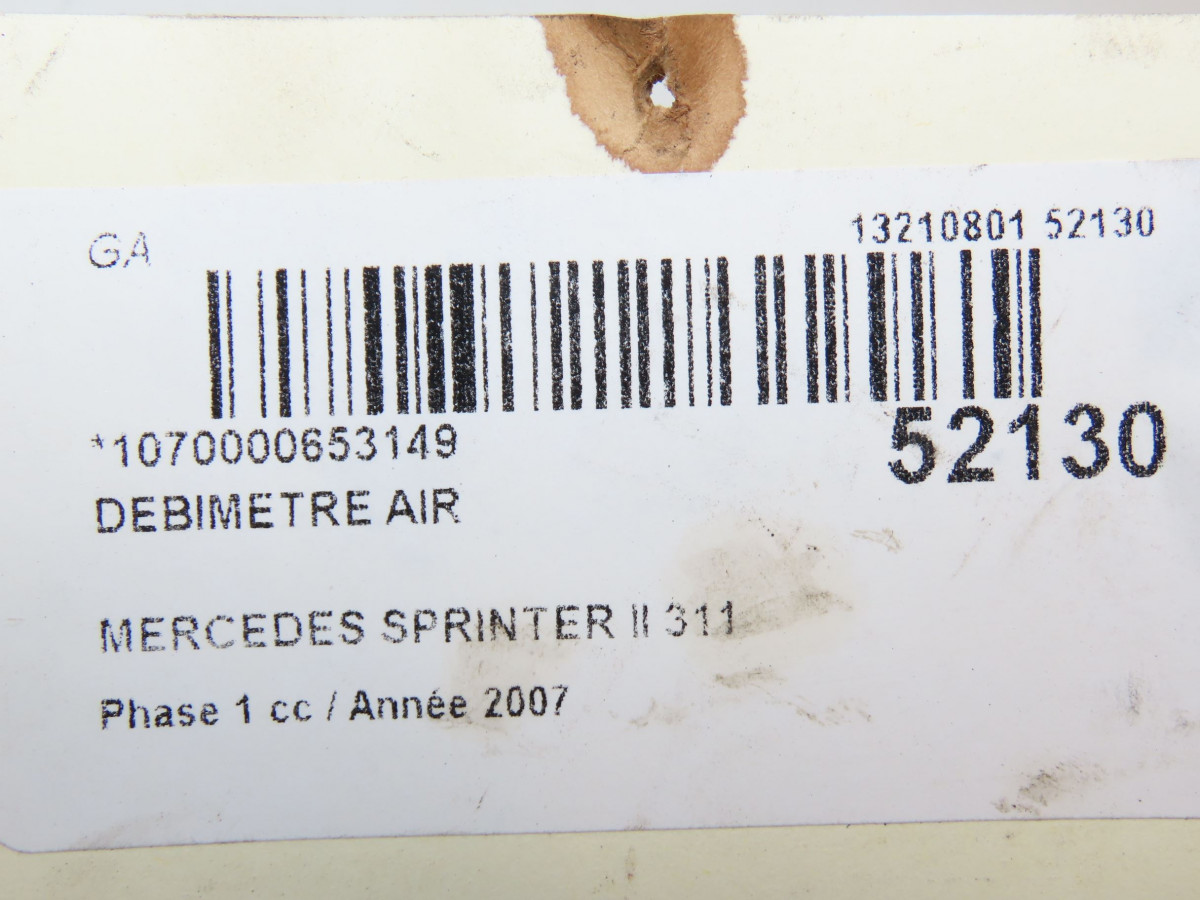 GA
13210801 52130
52130
*1070000653149
DEBIMETRE AIR
MERCEDES SPRINTER II 311
Phase 1 cc / Année 2007